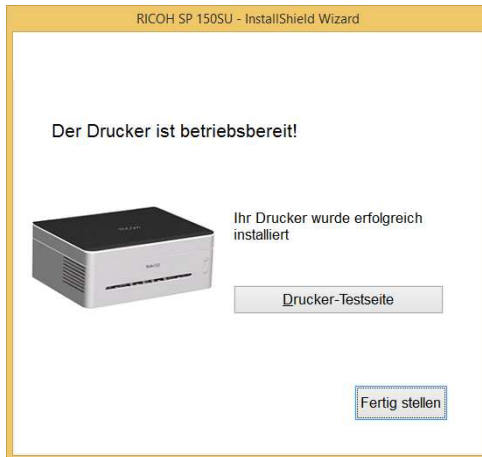 RICOH SP 150SU - InstallShield Wizard
Der Drucker ist betriebsbereit!
Ihr Drucker wurde erfolgreich
installiert
Drucker-Testseite
Fertig stellen